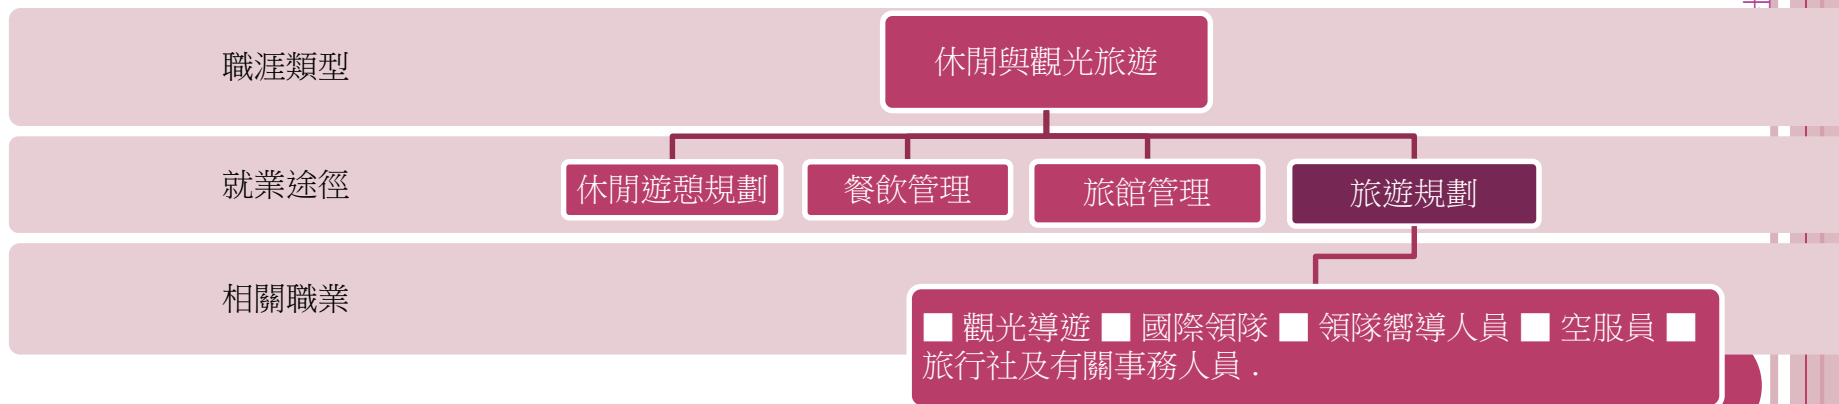 職涯類型
休閒與觀光旅遊
就業途徑
休閒遊憩規劃
餐飲管理
旅館管理
旅遊規劃
相關職業
■ 觀光導遊 ■ 國際領隊 ■ 領隊嚮導人員 ■ 空服員 ■
旅行社及有關事務人員 .